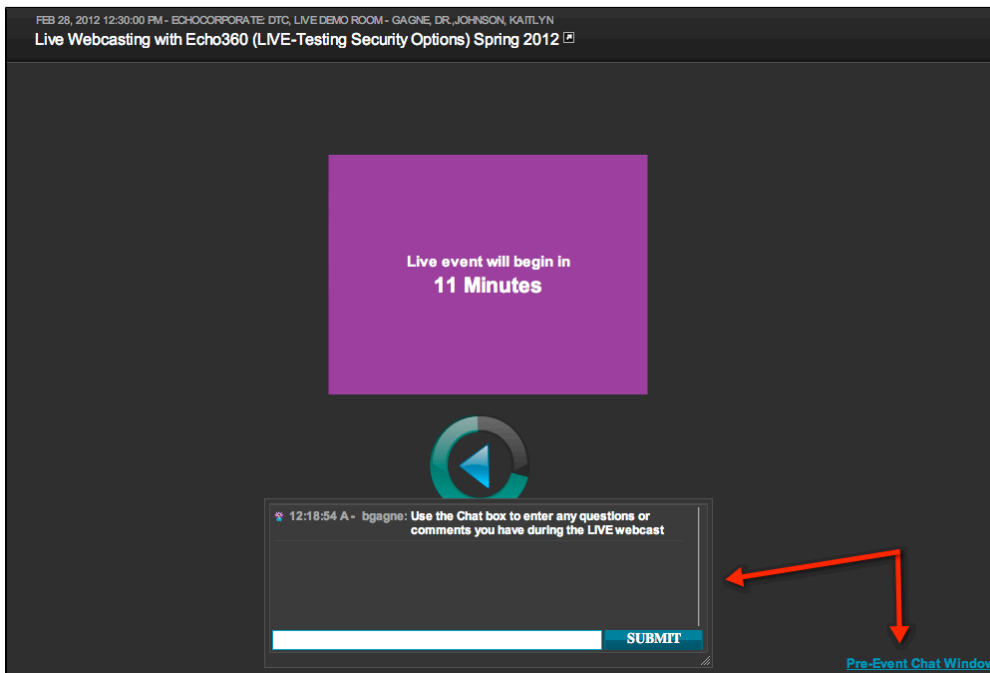 FEB 28, 2012 12:30:00 PM - ECHOCORPORATE: DTC, LIVE DEMO ROOM - GAGNE, DR.,JOHNSON, KAITLYN
Live Webcasting with Echo360 (LIVE-Testing Security Options) Spring 2012
Live event will begin in
11 Minutes
12:18:54 A - bgagne: Use the Chat box to enter any questions or
comments you have during the LIVE webcast
SUBMIT
Pre-Event Chat Window